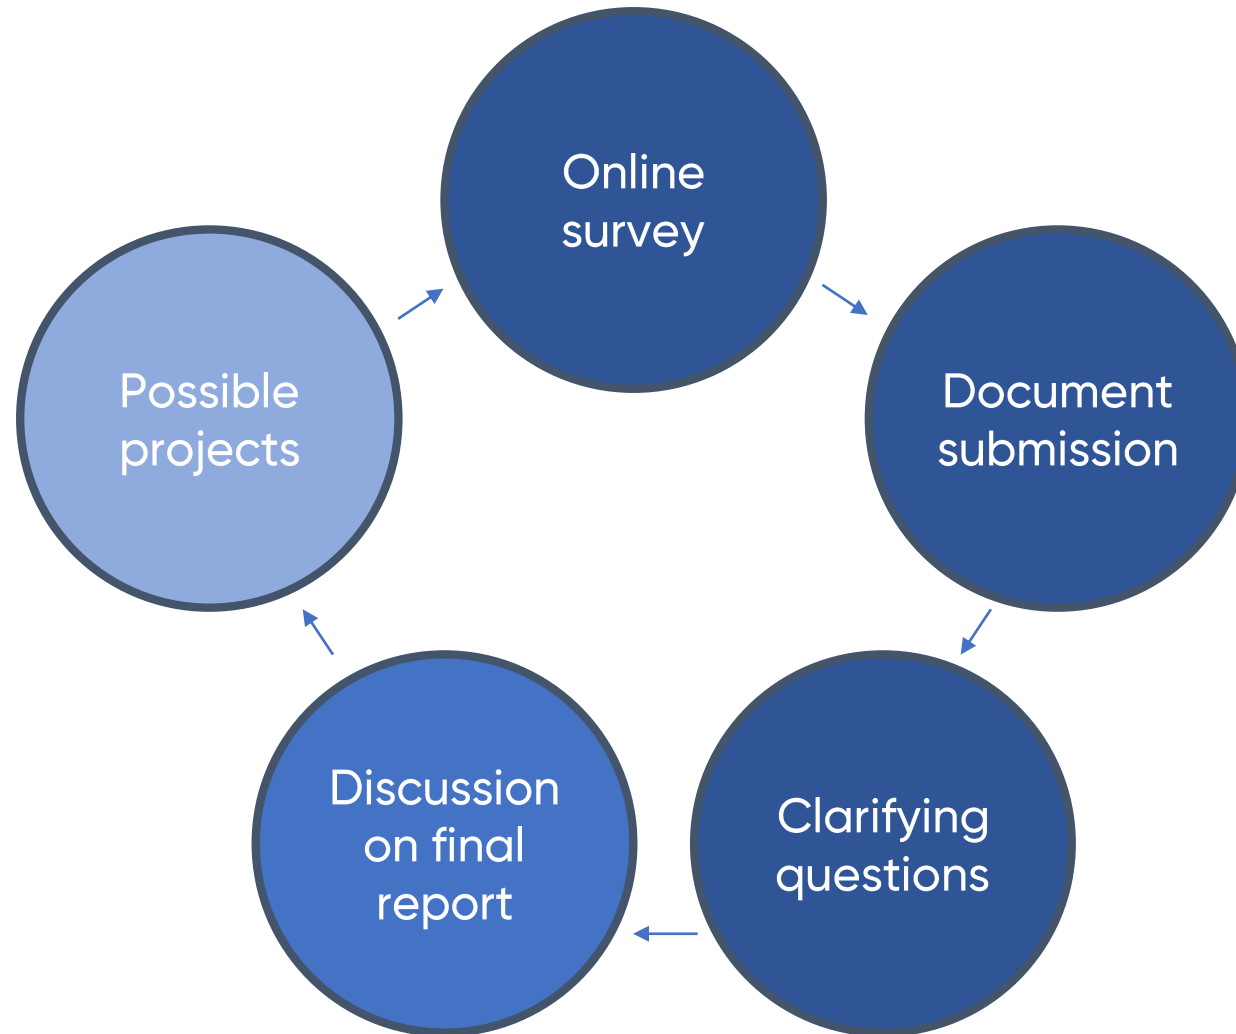 Online
survey
Document
submission
Clarifying
questions
Discussion
on final
report
Possible
projects